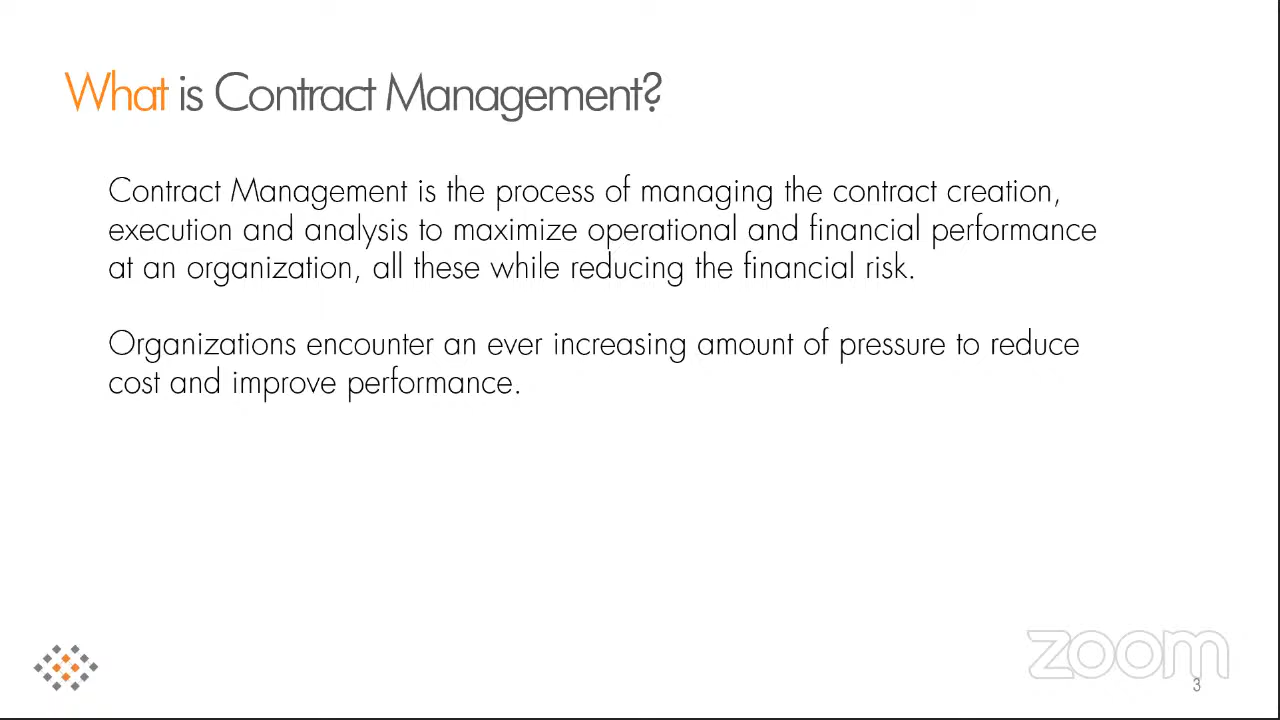 What is Contract Management?
Contract Management is the process of managing the contract creation,
execution and analysis to maximize operational and financial performance
at an organization, all these while reducing the financial risk.
Organizations encounter an ever increasing amount of pressure to reduce
cost and improve performance.
zoom
3